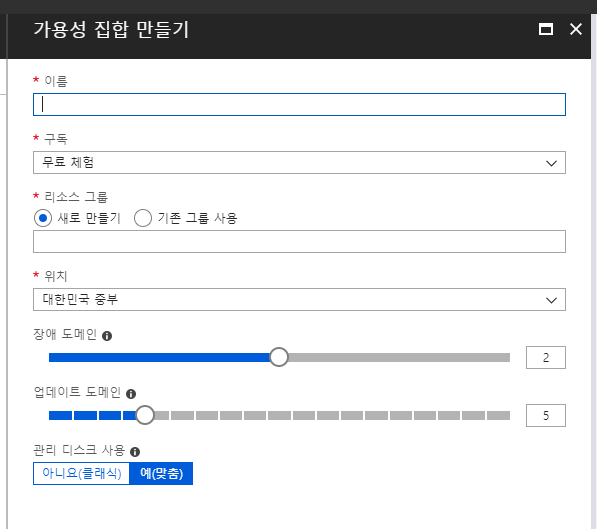 가용성 집합 만들기
* 이름
* 구독
무료 체험
* 리소스 그룹
새로 만들기 기존 그룹 사용
* 위치
대한민국 중부
장애 도메인
2
업데이트 도메인
5
관리 디스크 사용
아니요(클래식) 예(맞춤)